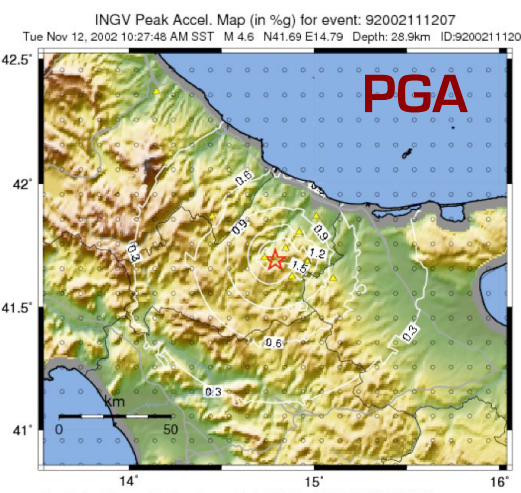 INGV Peak Accel. Map (in %g) for event: 92002111207
Tue Nov 12, 2002 10:27:48 AM SST M 4.6 N41.69 E14.79 Depth: 28.9km ID:9200211120
42.5°
PGA
42°
0.6
0.9
0.9
0.3
1.2
1.5
41.5°
0.3
0.6
0.3
km
0 50
41°
14° 15° 16°